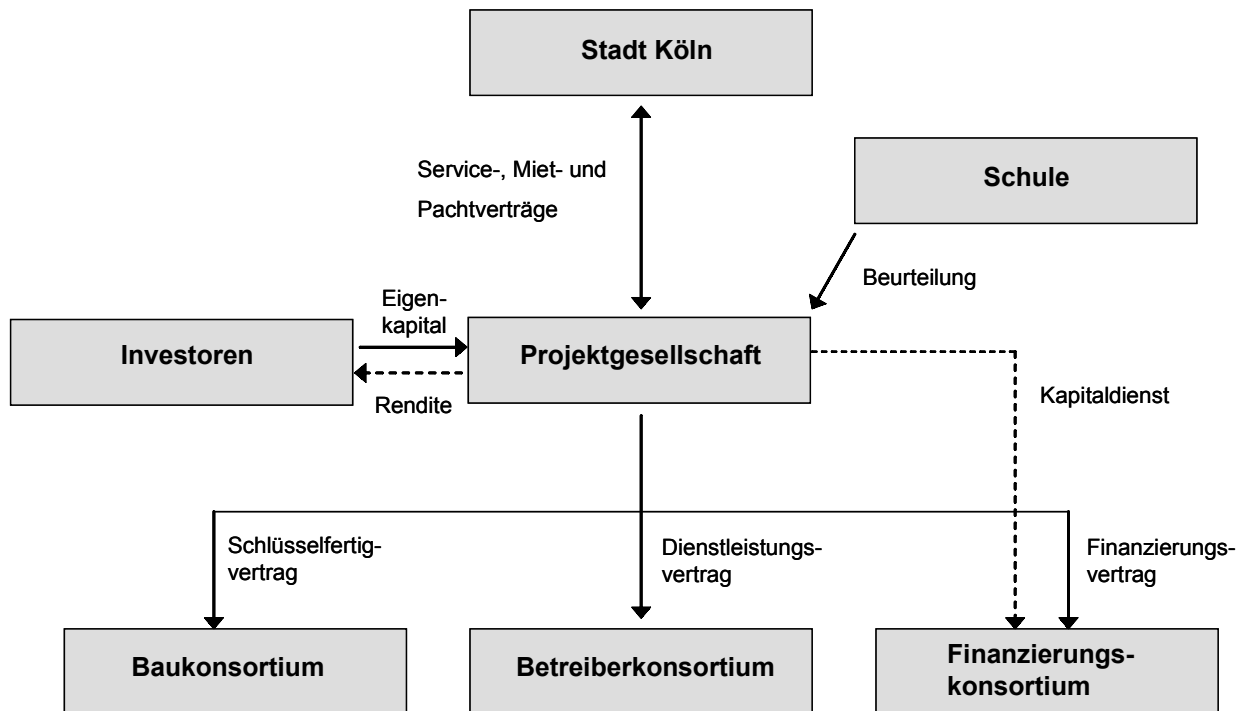 Stadt Köln
Service-, Miet- und
Pachtverträge
Schule
Beurteilung
Eigen-
kapital
Investoren
Projektgesellschaft
Rendite
Kapitaldienst
Schlüsselfertig-
vertrag
Dienstleistungs-
vertrag
Finanzierungs-
vertrag
Baukonsortium
Betreiberkonsortium
Finanzierungs-
konsortium